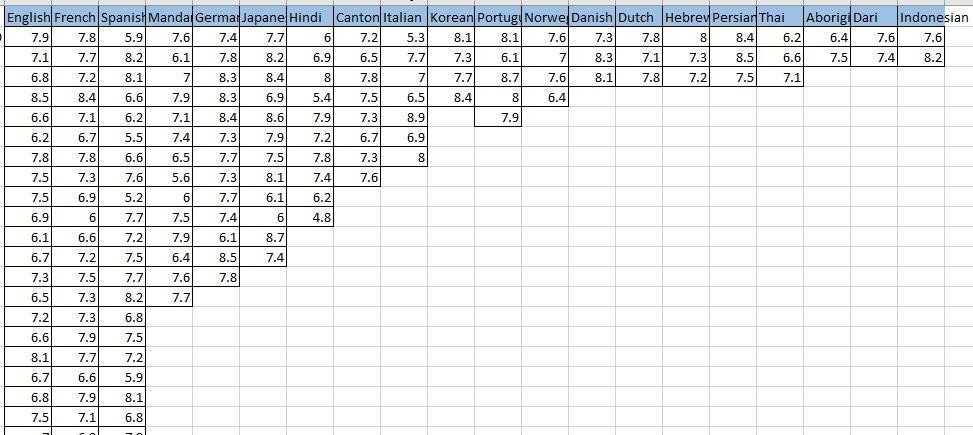 English French Spanish Manda Germa Japane Hindi Canton Italian Korean Portug Norwe Danish Dutch Hebrew Persian Thai Aborigi Dari Indonesian
7.9 7.8 5.9 7.6 7.4 7.7 6 7.2 5.3 8.1 8.1 7.6 7.3 7.8 8 8.4 6.2 6.4 7.6 7.6
7.1 7.7 8.2 6.1 7.8 8.2 6.9 6.5 7.7 7.3 6.1 7 8.3 7.1 7.3 8.5 6.6 7.5 7.4 8.2
6.8 7.2 8.1 7 8.3 8.4 8 7.8 7 7.7 8.7 7.6 8.1 7.8 7.2 7.5 7.1
8.5 8.4 6.6 7.9 8.3 6.9 5.4 7.5 6.5 8.4 8 6.4
6.6 7.1 6.2 7.1 8.4 8.6 7.9 7.3 8.9 7.9
6.2 6.7 5.5 7.4 7.3 7.9 7.2 6.7 6.9
7.8 7.8 6.6 6.5 7.7 7.5 7.8 7.3 8
7.5 7.3 7.6 5.6 7.3 8.1 7.4 7.6
7.5 6.9 5.2 6 7.7 6.1 6.2
6.9 6 7.7 7.5 7.4 6 4.8
6.1 6.6 7.2 7.9 6.1 8.7
6.7 7.2 7.5 6.4 8.5 7.4
7.3 7.5 7.7 7.6 7.8
6.5 7.3 8.2 7.7
7.2 7.3 6.8
6.6 7.9 7.5
8.1 7.7 7.2
6.7 6.6 5.9
6.8 7.9 8.1
7.5 7.1 6.8